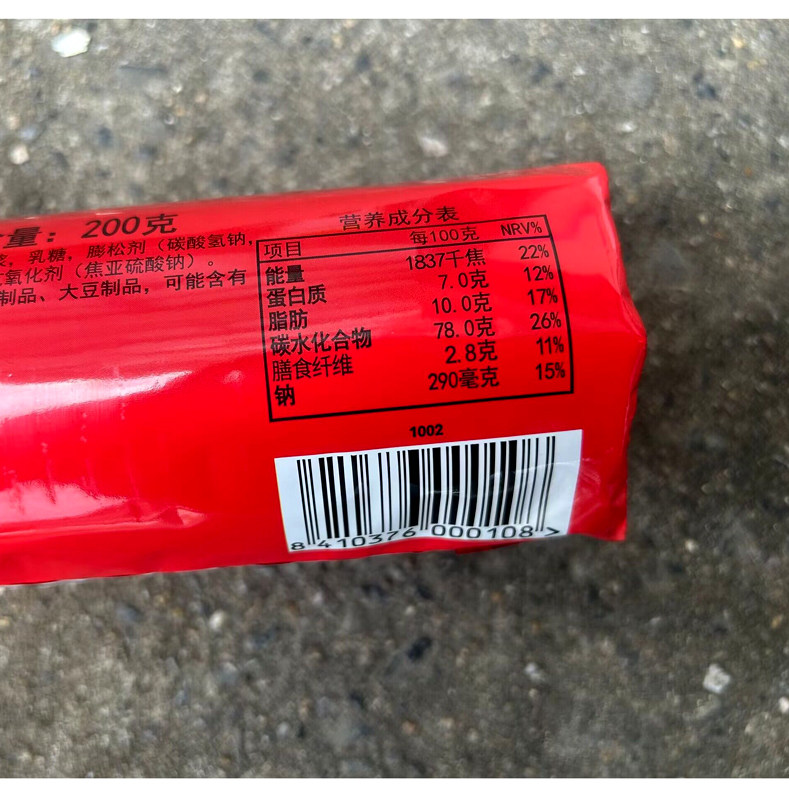 量: 200克
，乳糖，膨松剂（碳酸氢钠，
氧化剂（焦亚硫酸钠）。
制品、大豆制品，可能含有
营养成分表
项目 每100克 NRV%
能量 1837千焦 22%
蛋白质 7.0克 12%
脂肪 10.0克 17%
碳水化合物 78.0克 26%
膳食纤维 2.8克 11%
钠 290毫克 15%
1002
8 410376 000108 >